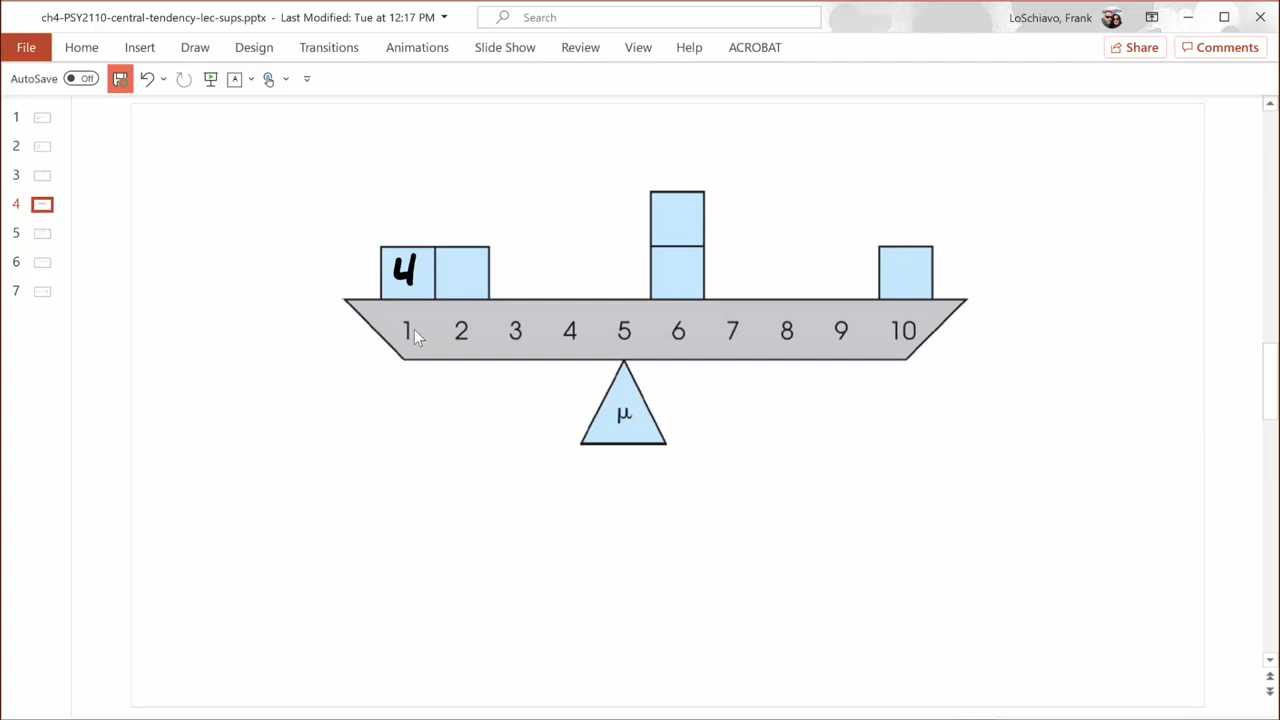 ch4-PSY2110-central-tendency-lec-sups.pptx - Last Modified: Tue at 12:17 PM
Search
LoSchiavo, Frank
File Home Insert Draw Design Transitions Animations Slide Show Review View Help ACROBAT Share Comments
AutoSave Off A
1
2
3
4
5
6
7
4
1 2 3 4 5 6 7 8 9 10
μ